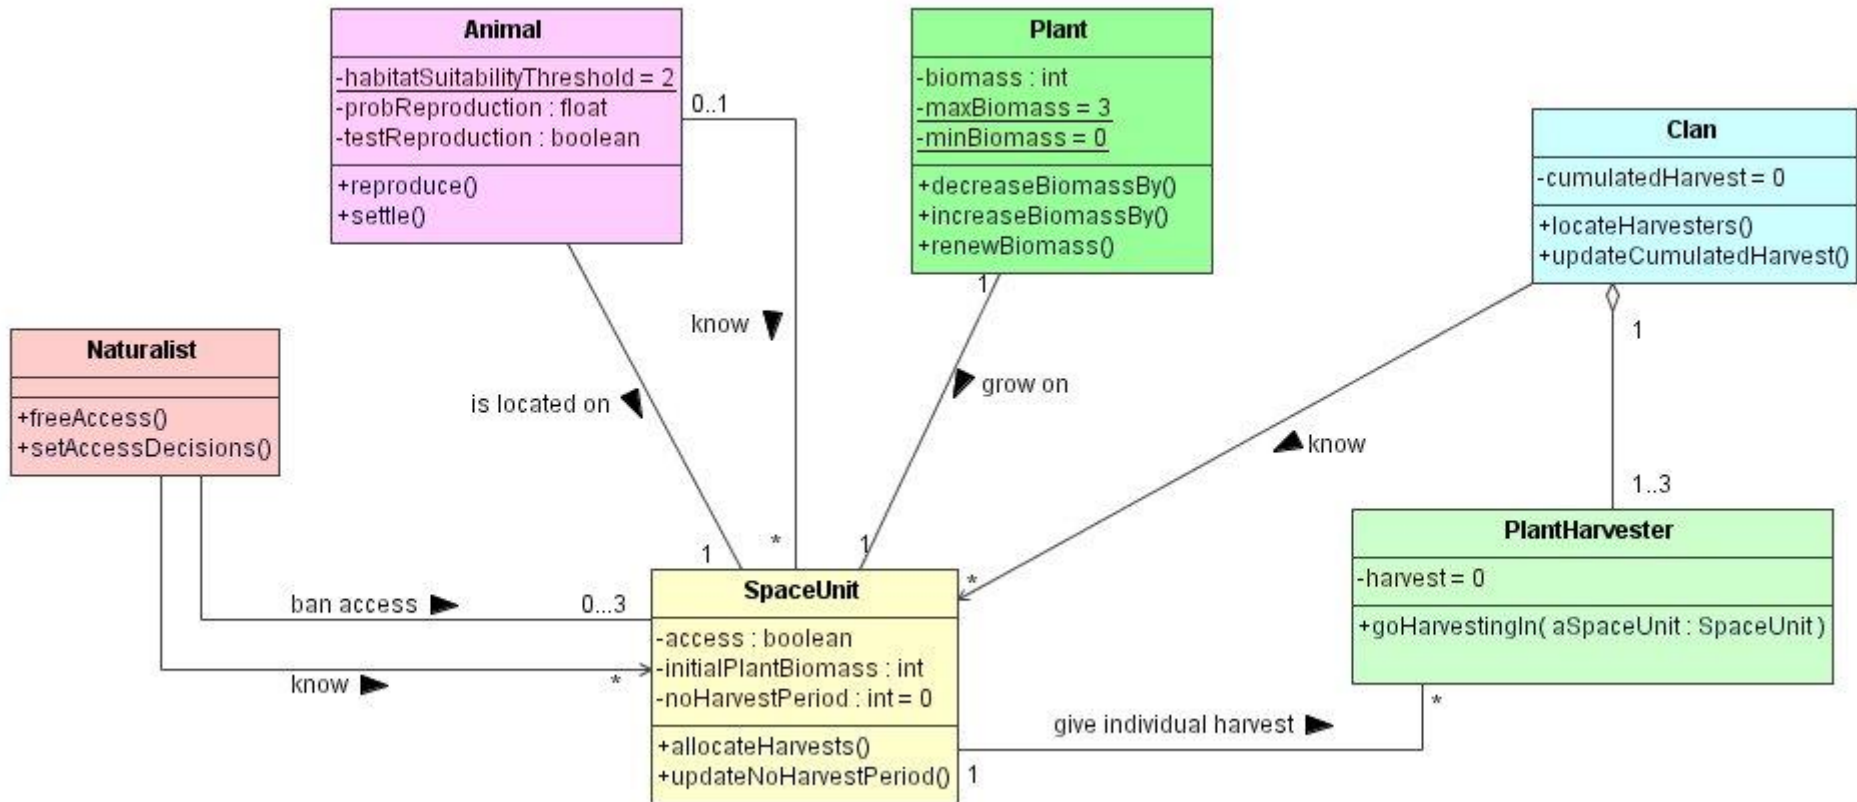 Animal
-habitatSuitabilityThreshold = 2
-probReproduction : float
-testReproduction : boolean
+reproduce()
+settle()
Plant
-biomass : int
-maxBiomass = 3
-minBiomass = 0
+decreaseBiomassBy()
+increaseBiomassBy()
+renewBiomass()
Clan
-cumulatedHarvest = 0
+locateHarvesters()
+updateCumulatedHarvest()
0..1
1
know
1
Naturalist
+freeAccess()
+setAccessDecisions()
is located on
grow on
know
1..3
PlantHarvester
-harvest = 0
+goHarvestingIn( aSpaceUnit : SpaceUnit )
1
*
1
*
SpaceUnit
-access : boolean
-initialPlantBiomass : int
-noHarvestPeriod : int = 0
+allocateHarvests()
+updateNoHarvestPeriod()
ban access
0...3
know
*
give individual harvest
*
1